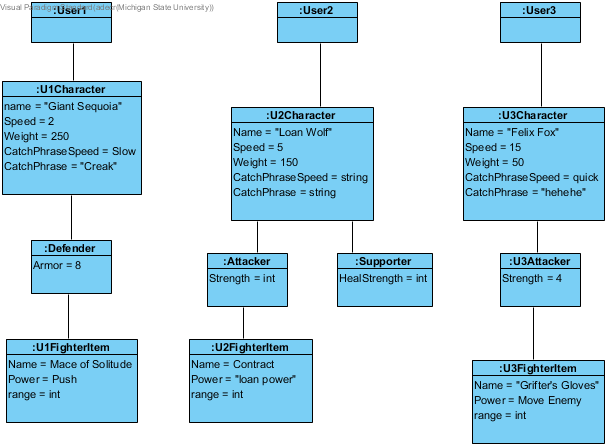 Visual Paradigm Standard(adeer(Michigan State University))
:User1
:U1Character
name = "Giant Sequoia"
Speed = 2
Weight = 250
CatchPhraseSpeed = Slow
CatchPhrase = "Creak"
:Defender
Armor = 8
:U1FighterItem
Name = Mace of Solitude
Power = Push
range = int
:User2
:U2Character
Name = "Loan Wolf"
Speed = 5
Weight = 150
CatchPhraseSpeed = string
CatchPhrase = string
:Attacker
Strength = int
:Supporter
HealStrength = int
:U2FighterItem
Name = Contract
Power = "loan power"
range = int
:User3
:U3Character
Name = "Felix Fox"
Speed = 15
Weight = 50
CatchPhraseSpeed = quick
CatchPhrase = "hehehe"
:U3Attacker
Strength = 4
:U3FighterItem
Name = "Grifter's Gloves"
Power = Move Enemy
range = int